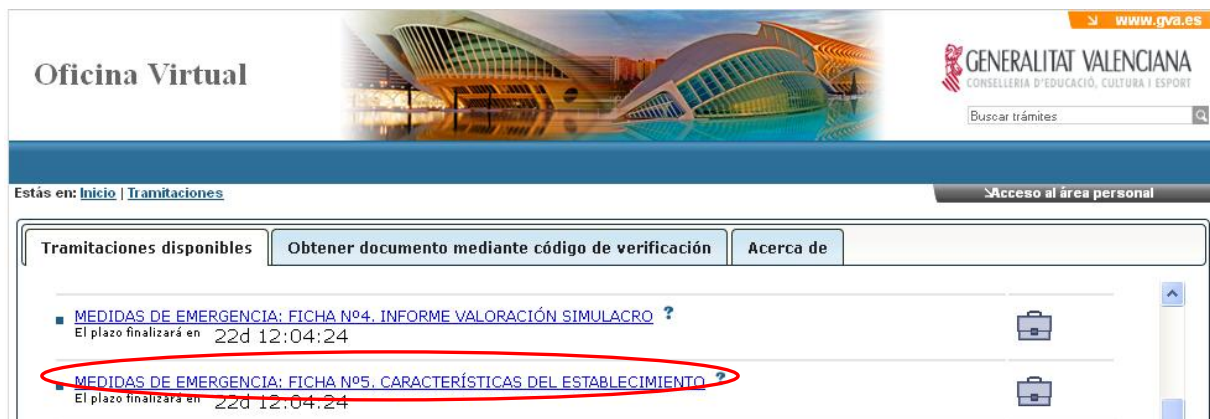 www.gva.es
Oficina Virtual
GENERALITAT VALENCIANA
CONSELLERIA D'EDUCACIÓ, CULTURA I ESPORT
Buscar trámites
Estás en: Inicio | Tramitaciones
Acceso al área personal
Tramitaciones disponibles
Obtener documento mediante código de verificación
Acerca de
MEDIDAS DE EMERGENCIA: FICHA Nº4. INFORME VALORACIÓN SIMULACRO ?
El plazo finalizará en 22d 12:04:24
MEDIDAS DE EMERGENCIA: FICHA Nº5. CARACTERÍSTICAS DEL ESTABLECIMIENTO ?
El plazo finalizará en 22d 12:04:24